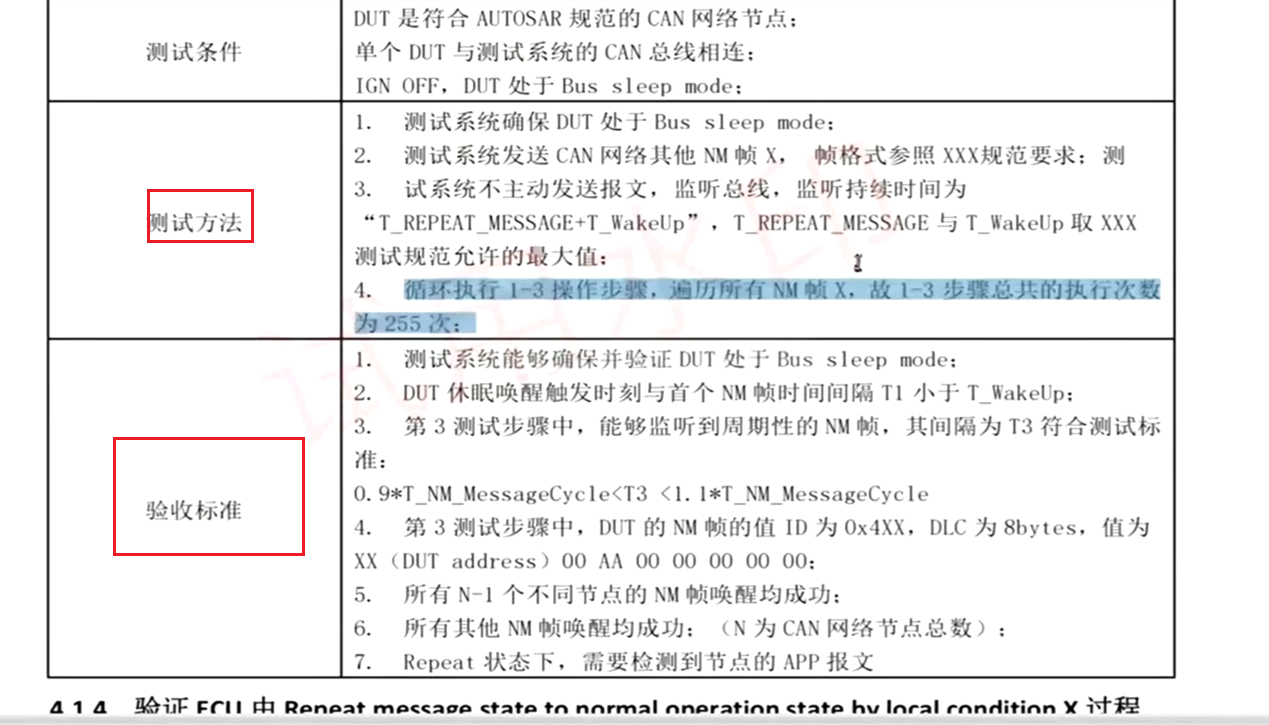 DUT 是符合 AUTOSAR 规范的 CAN 网络节点；
测试条件
单个 DUT 与测试系统的 CAN 总线相连；
IGN OFF，DUT 处于 Bus sleep mode；
1. 测试系统确保 DUT 处于 Bus sleep mode；
2. 测试系统发送 CAN 网络其他 NM 帧 X， 帧格式参照 XXX规范要求；测
3. 试系统不主动发送报文，监听总线，监听持续时间为
测试方法
“T_REPEAT_MESSAGE+T_WakeUp”，T_REPEAT_MESSAGE 与 T_WakeUp 取 XXX
测试规范允许的最大值；
4. 循环执行 1-3 操作步骤，遍历所有 NM 帧 X，故 1-3 步骤总共的执行次数
为 255 次；
1. 测试系统能够确保并验证 DUT 处于 Bus sleep mode；
2. DUT 休眠唤醒触发时刻与首个 NM 帧时间间隔 T1 小于 T_WakeUp；
3. 第 3 测试步骤中，能够监听到周期性的 NM 帧，其间隔为 T3 符合测试标
准：
0.9*T_NM_MessageCycle<T3 <1.1*T_NM_MessageCycle
验收标准
4. 第 3 测试步骤中，DUT 的 NM 帧的值 ID 为 0x4XX，DLC 为 8bytes，值为
XX（DUT address）00 AA 00 00 00 00 00；
5. 所有 N-1 个不同节点的 NM 帧唤醒均成功；
6. 所有其他 NM 帧唤醒均成功；（N 为 CAN 网络节点总数）；
7. Repeat 状态下，需要检测到节点的 APP 报文
4.1.4 验证 ECU 由 Repeat message state to normal operation state by local condition X 过程
试用水印